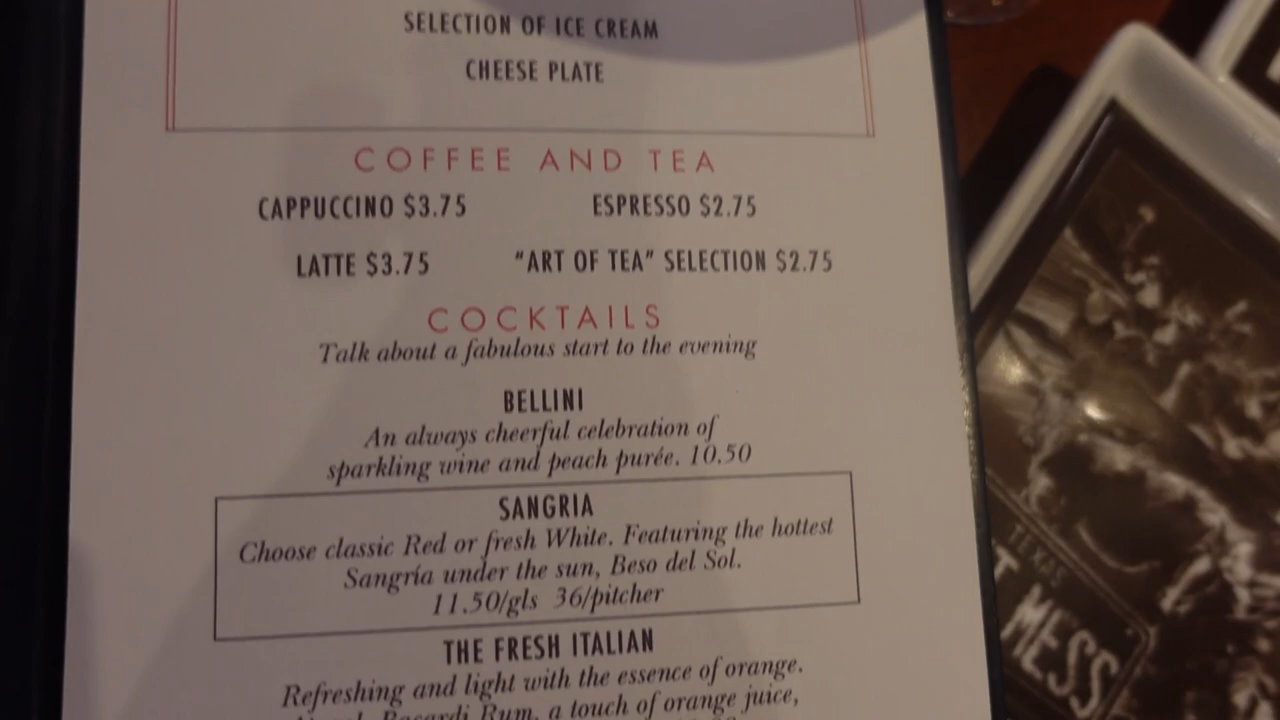 SELECTION OF ICE CREAM
CHEESE PLATE
COFFEE AND TEA
CAPPUCCINO $3.75 ESPRESSO $2.75
LATTE $3.75 "ART OF TEA" SELECTION $2.75
COCKTAILS
Talk about a fabulous start to the evening
BELLINI
An always cheerful celebration of
sparkling wine and peach purée. 10.50
SANGRIA
Choose classic Red or fresh White. Featuring the hottest
Sangría under the sun, Beso del Sol.
11.50/gls 36/pitcher
THE FRESH ITALIAN
Refreshing and light with the essence of orange.
Bacardi Rum, a touch of orange juice,
TEXAS
MESS